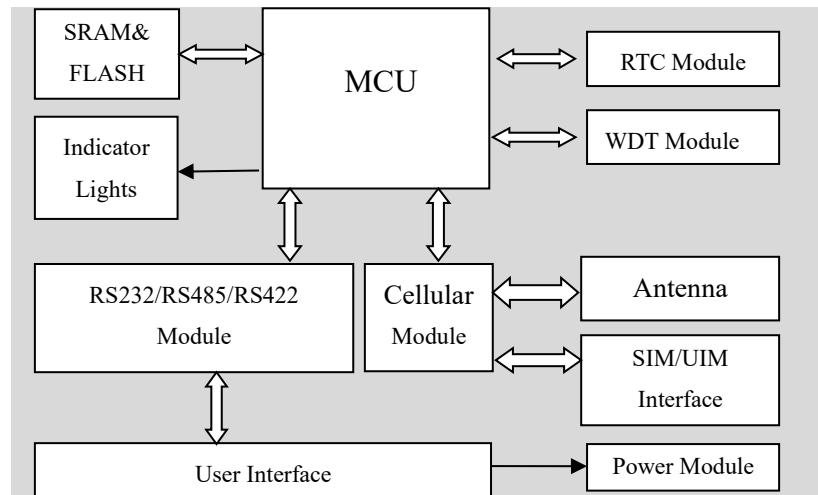 SRAM&
FLASH
MCU
RTC Module
WDT Module
Indicator
Lights
RS232/RS485/RS422
Module
Cellular
Module
Antenna
SIM/UIM
Interface
User Interface
Power Module